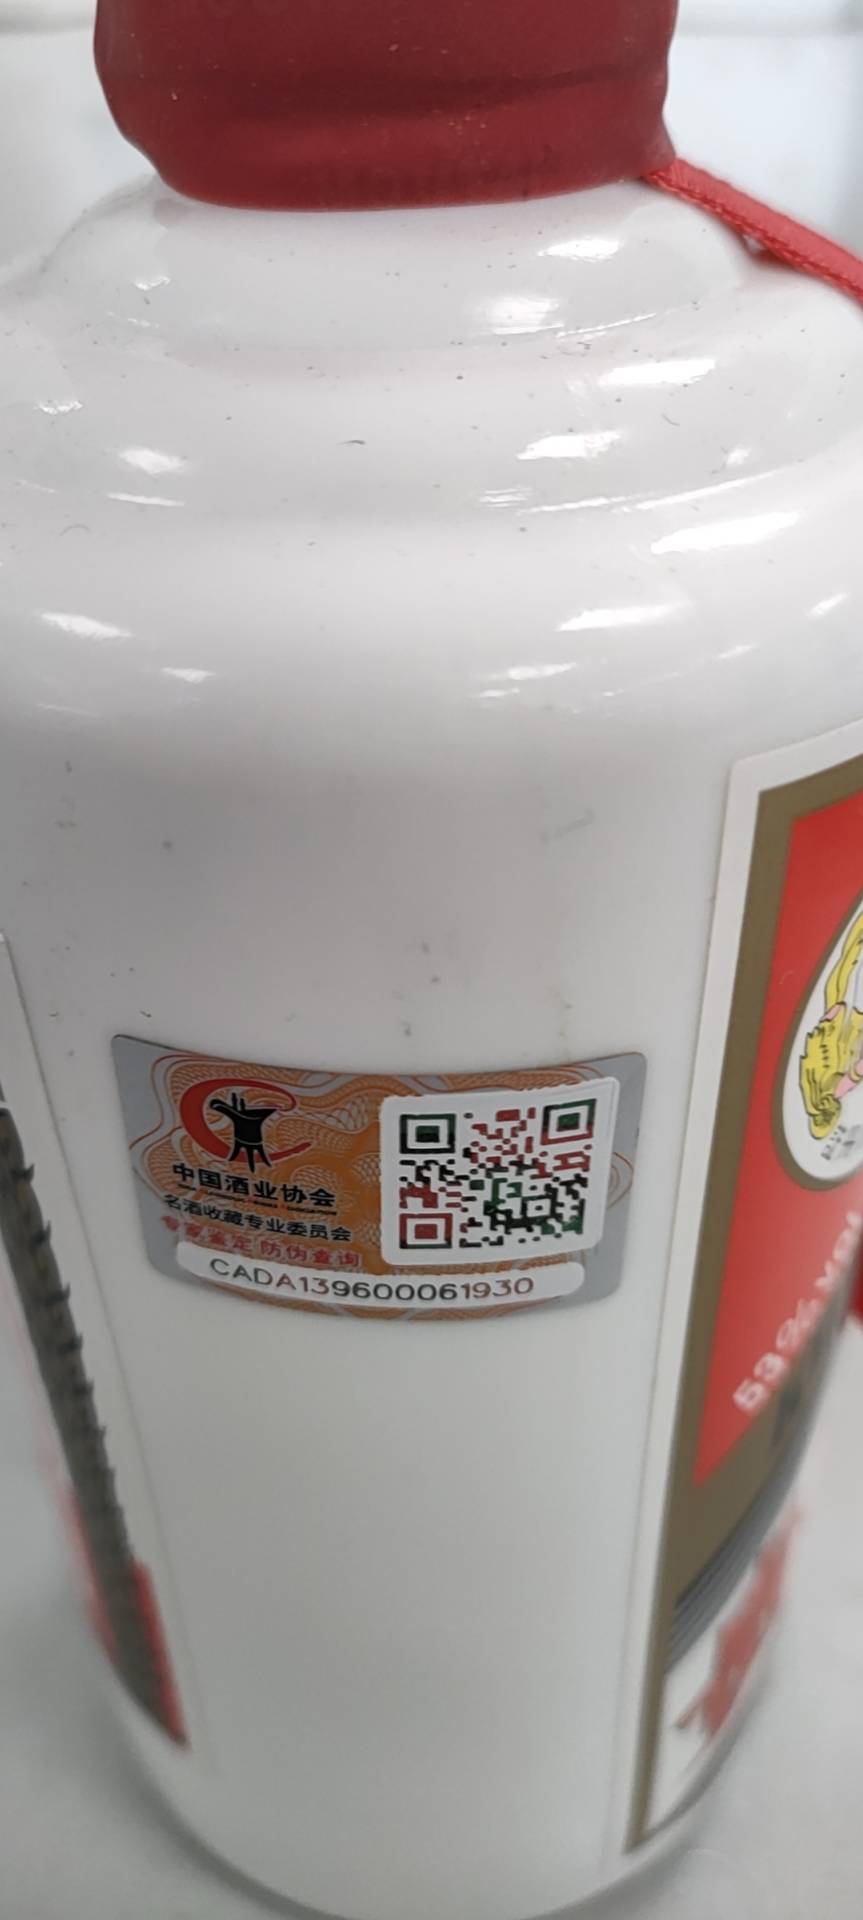 中国酒业协会
名酒收藏专业委员会
专家鉴定 防伪查询
CADA139600061930
53%